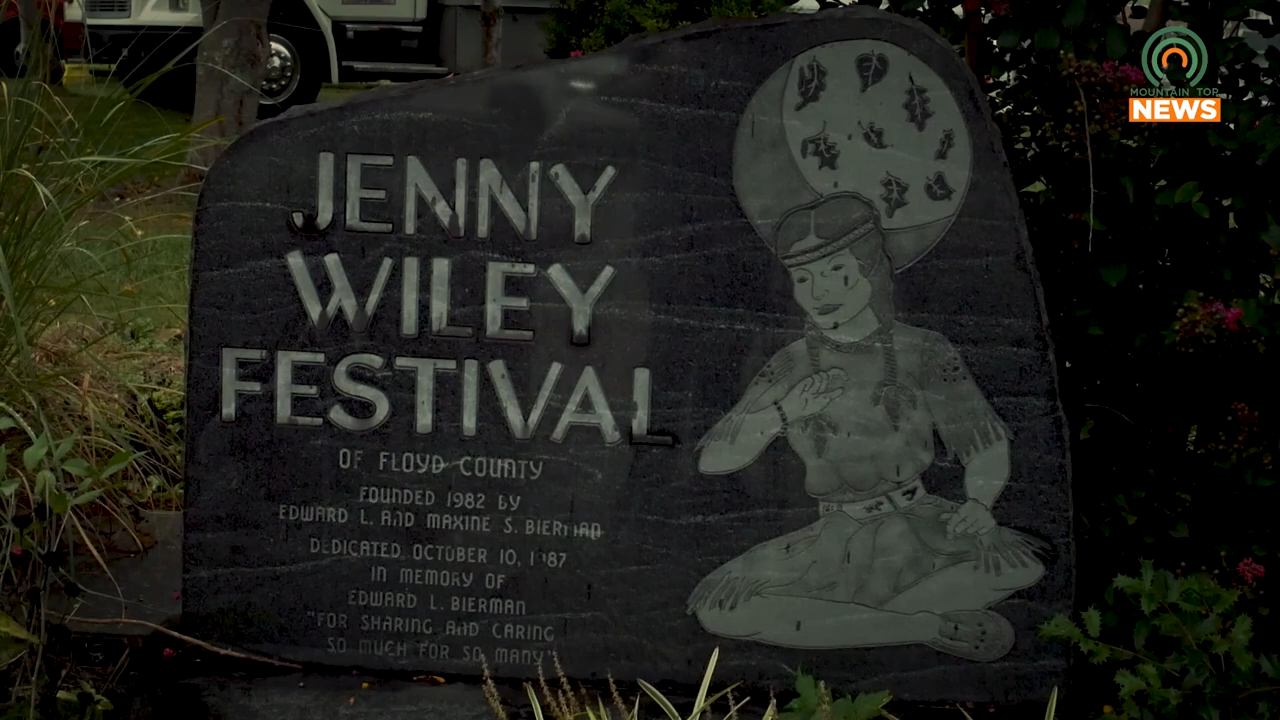 MOUNTAIN TOP
NEWS
JENNY
WILEY
FESTIVAL
OF FLOYD COUNTY
FOUNDED 1982 by
EDWARD L. AND MAXINE S. BIERMAN
DEDICATED OCTOBER 10, 1987
IN MEMORY OF
EDWARD L. BIERMAN
"FOR SHARING AND CARING
SO MUCH FOR SO MANY"